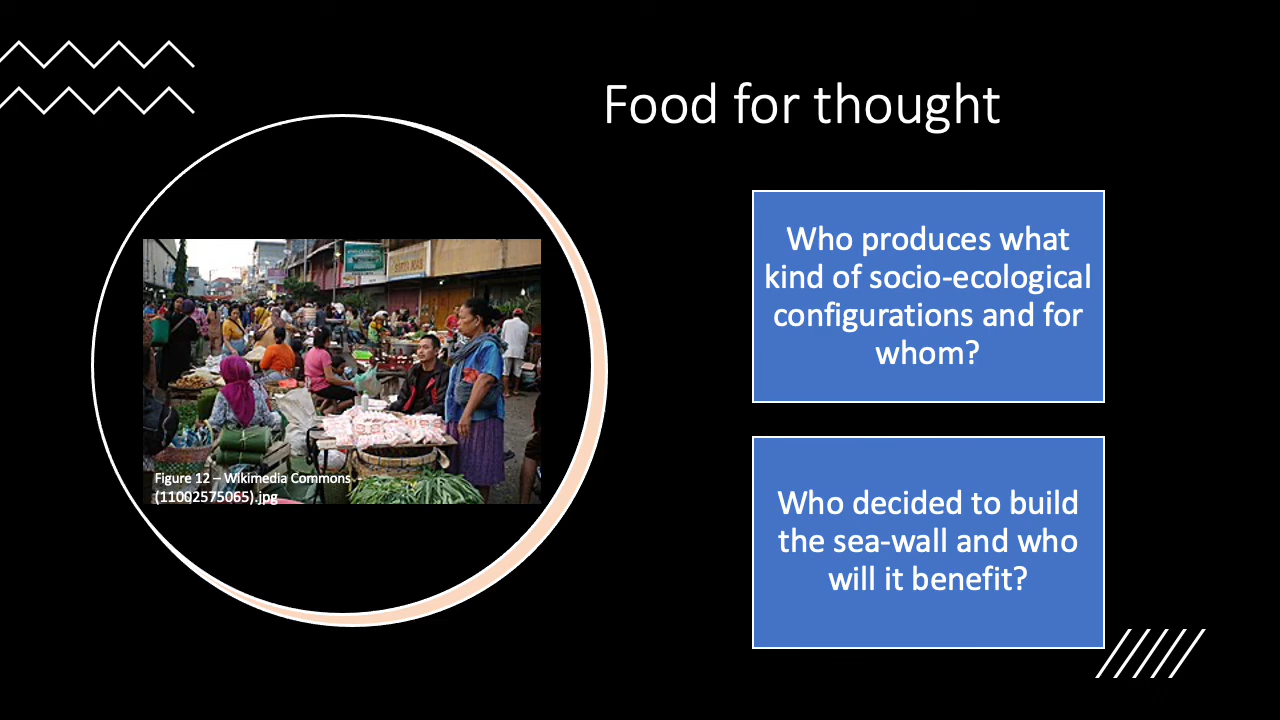 Food for thought
Who produces what
kind of socio-ecological
configurations and for
whom?
Figure 12 – Wikimedia Commons -
(11002575065).jpg
Who decided to build
the sea-wall and who
will it benefit?